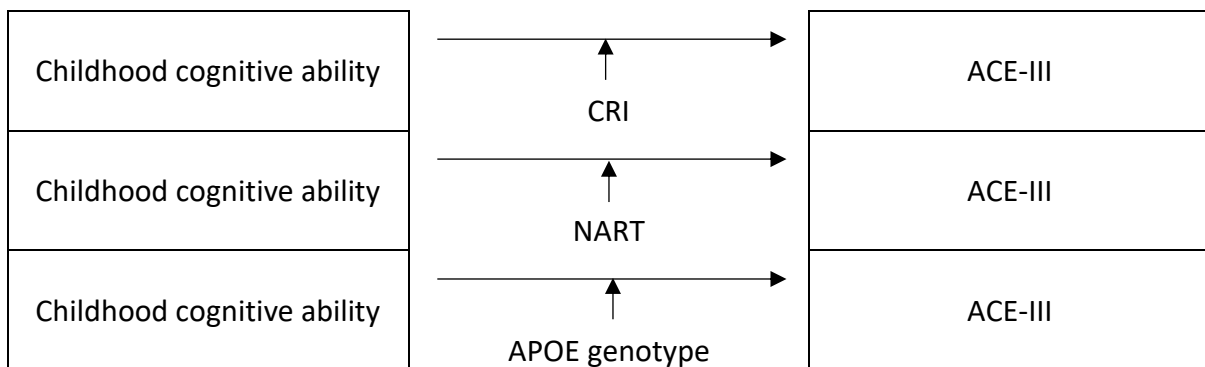 Childhood cognitive ability
ACE-III
CRI
Childhood cognitive ability
ACE-III
NART
Childhood cognitive ability
ACE-III
APOE genotype